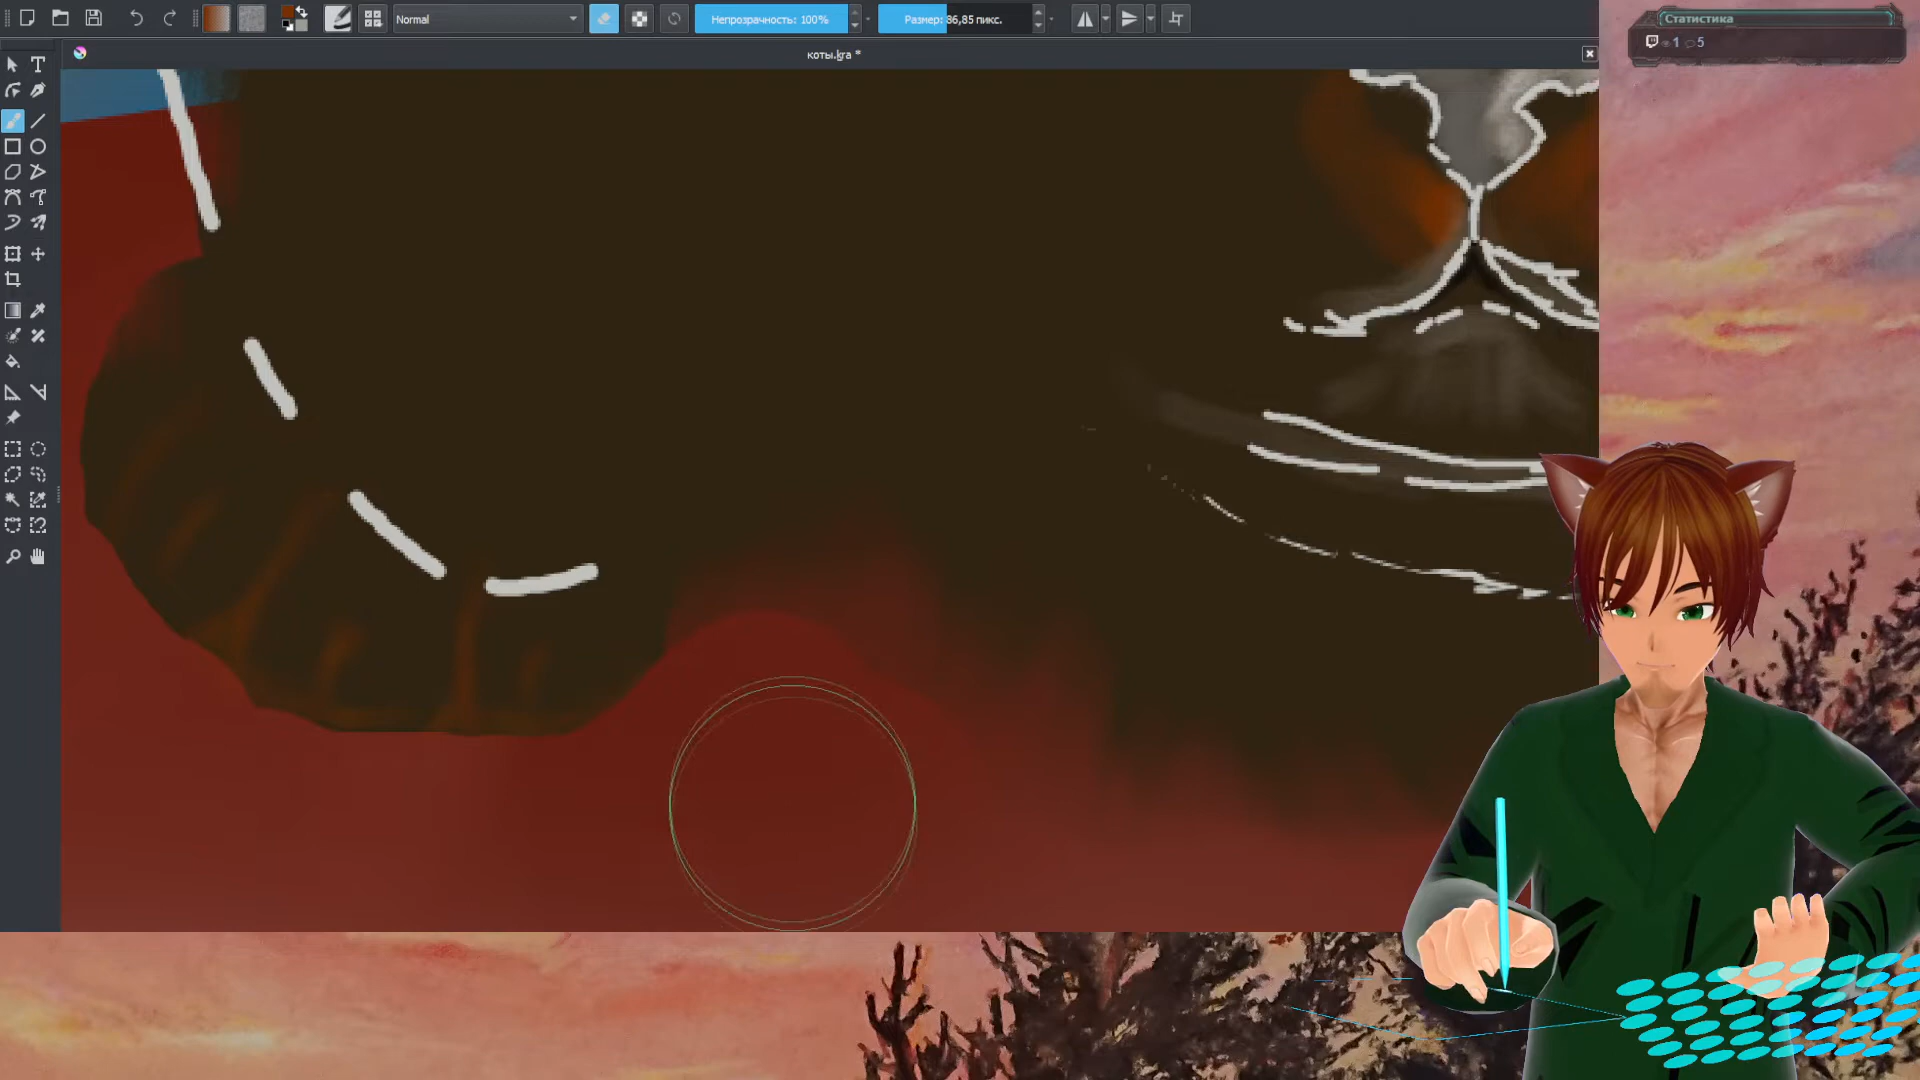 Normal
Непрозрачность: 100%
Размер: 86,85 пикс.
Статистика
1 5
коты.kra *